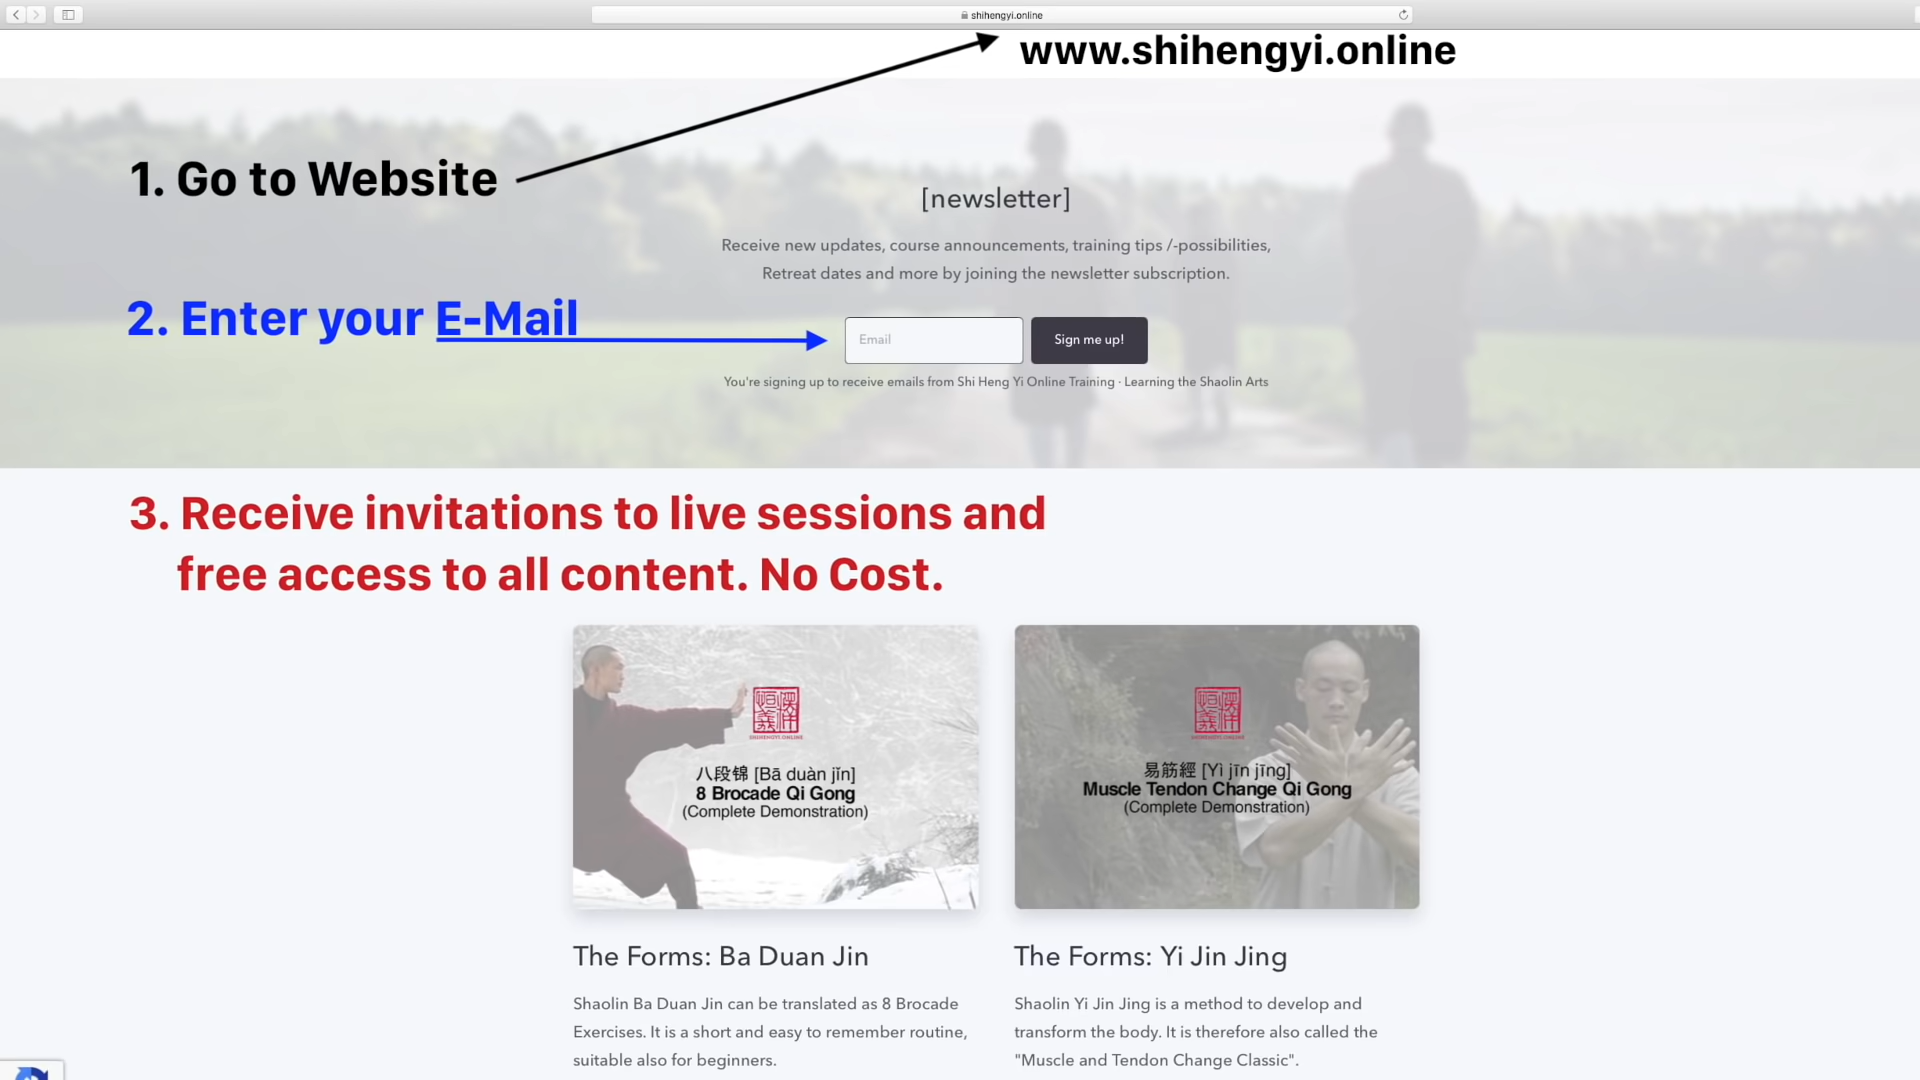 shihengyi.online
www.shihengyi.online
1. Go to Website
[newsletter]
Receive new updates, course announcements, training tips /-possibilities,
Retreat dates and more by joining the newsletter subscription.
2. Enter your E-Mail
Email
Sign me up!
You're signing up to receive emails from Shi Heng Yi Online Training · Learning the Shaolin Arts
3. Receive invitations to live sessions and
free access to all content. No Cost.
SHIHENGYI.ONLINE
八段锦 [Bā duàn jǐn]
8 Brocade Qi Gong
(Complete Demonstration)
SHIHENGYI.ONLINE
易筋經 [Yì jīn jīng]
Muscle Tendon Change Qi Gong
(Complete Demonstration)
The Forms: Ba Duan Jin
Shaolin Ba Duan Jin can be translated as 8 Brocade
Exercises. It is a short and easy to remember routine,
suitable also for beginners.
The Forms: Yi Jin Jing
Shaolin Yi Jin Jing is a method to develop and
transform the body. It is therefore also called the
"Muscle and Tendon Change Classic".